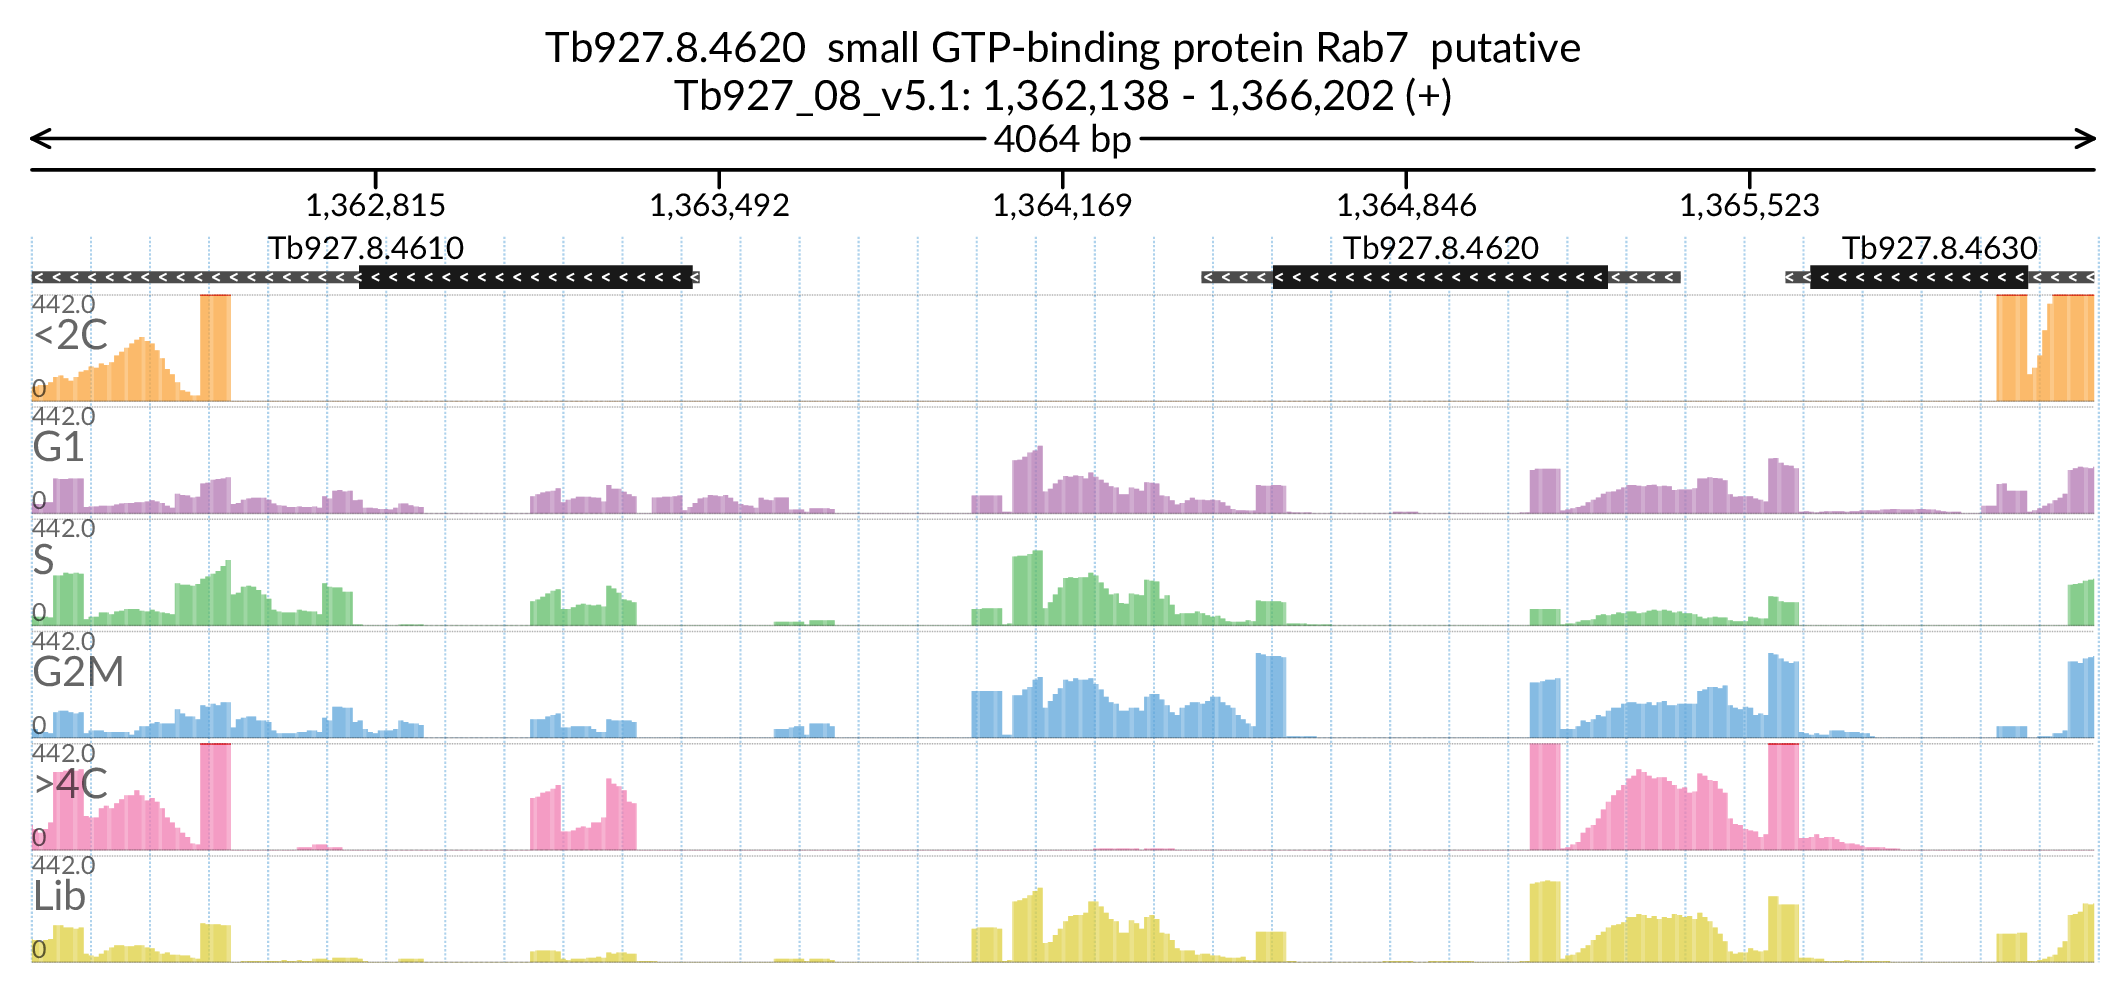 Tb927.8.4620  small GTP-binding protein Rab7  putative
Tb927_08_v5.1: 1,362,138 - 1,366,202 (+)
4064 bp
1,362,815 1,363,492 1,364,169 1,364,846 1,365,523
Tb927.8.4610 Tb927.8.4620 Tb927.8.4630
442.0
<2C
0
442.0
G1
0
442.0
S
0
442.0
G2M
0
442.0
>4C
0
442.0
Lib
0